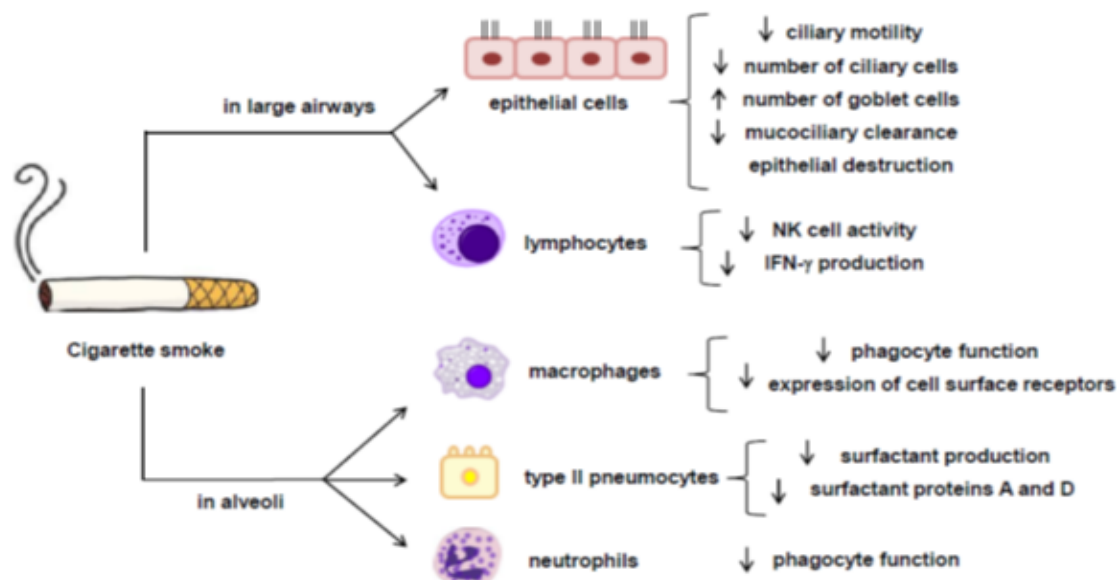 ciliary motility
number of ciliary cells
in large airways
epithelial cells
number of goblet cells
mucociliary clearance
epithelial destruction
lymphocytes
NK cell activity
IFN-γ production
Cigarette smoke
macrophages
phagocyte function
expression of cell surface receptors
type II pneumocytes
surfactant production
surfactant proteins A and D
in alveoli
neutrophils
phagocyte function